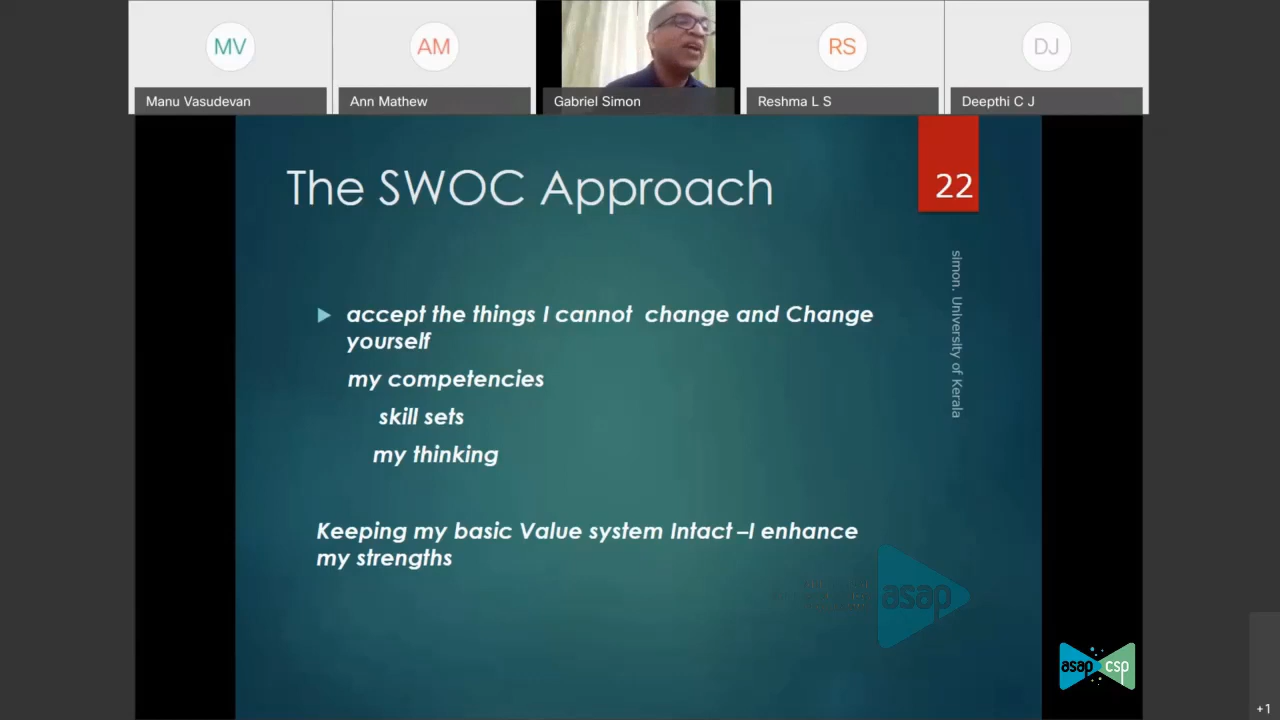 MV
AM
RS
DJ
Manu Vasudevan
Ann Mathew
Gabriel Simon
Reshma L S
Deepthi C J
The SWOC Approach
22
simon. University of Kerala
accept the things I cannot change and Change
yourself
my competencies
skill sets
my thinking
Keeping my basic Value system Intact –I enhance
my strengths
asap
asap csp
+1